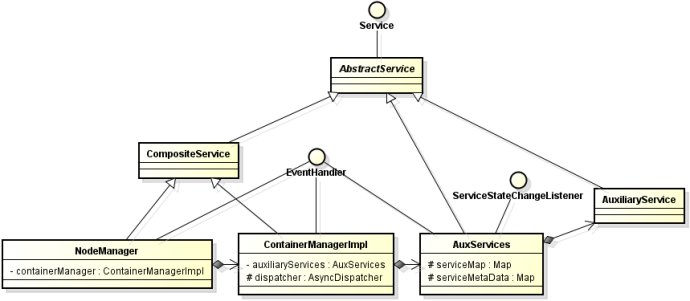 Service
AbstractService
CompositeService
EventHandler
ServiceStateChangeListener
AuxiliaryService
NodeManager
- containerManager : ContainerManagerImpl
ContainerManagerImpl
- auxiliaryServices : AuxServices
# dispatcher : AsyncDispatcher
AuxServices
# serviceMap : Map
# serviceMetaData : Map